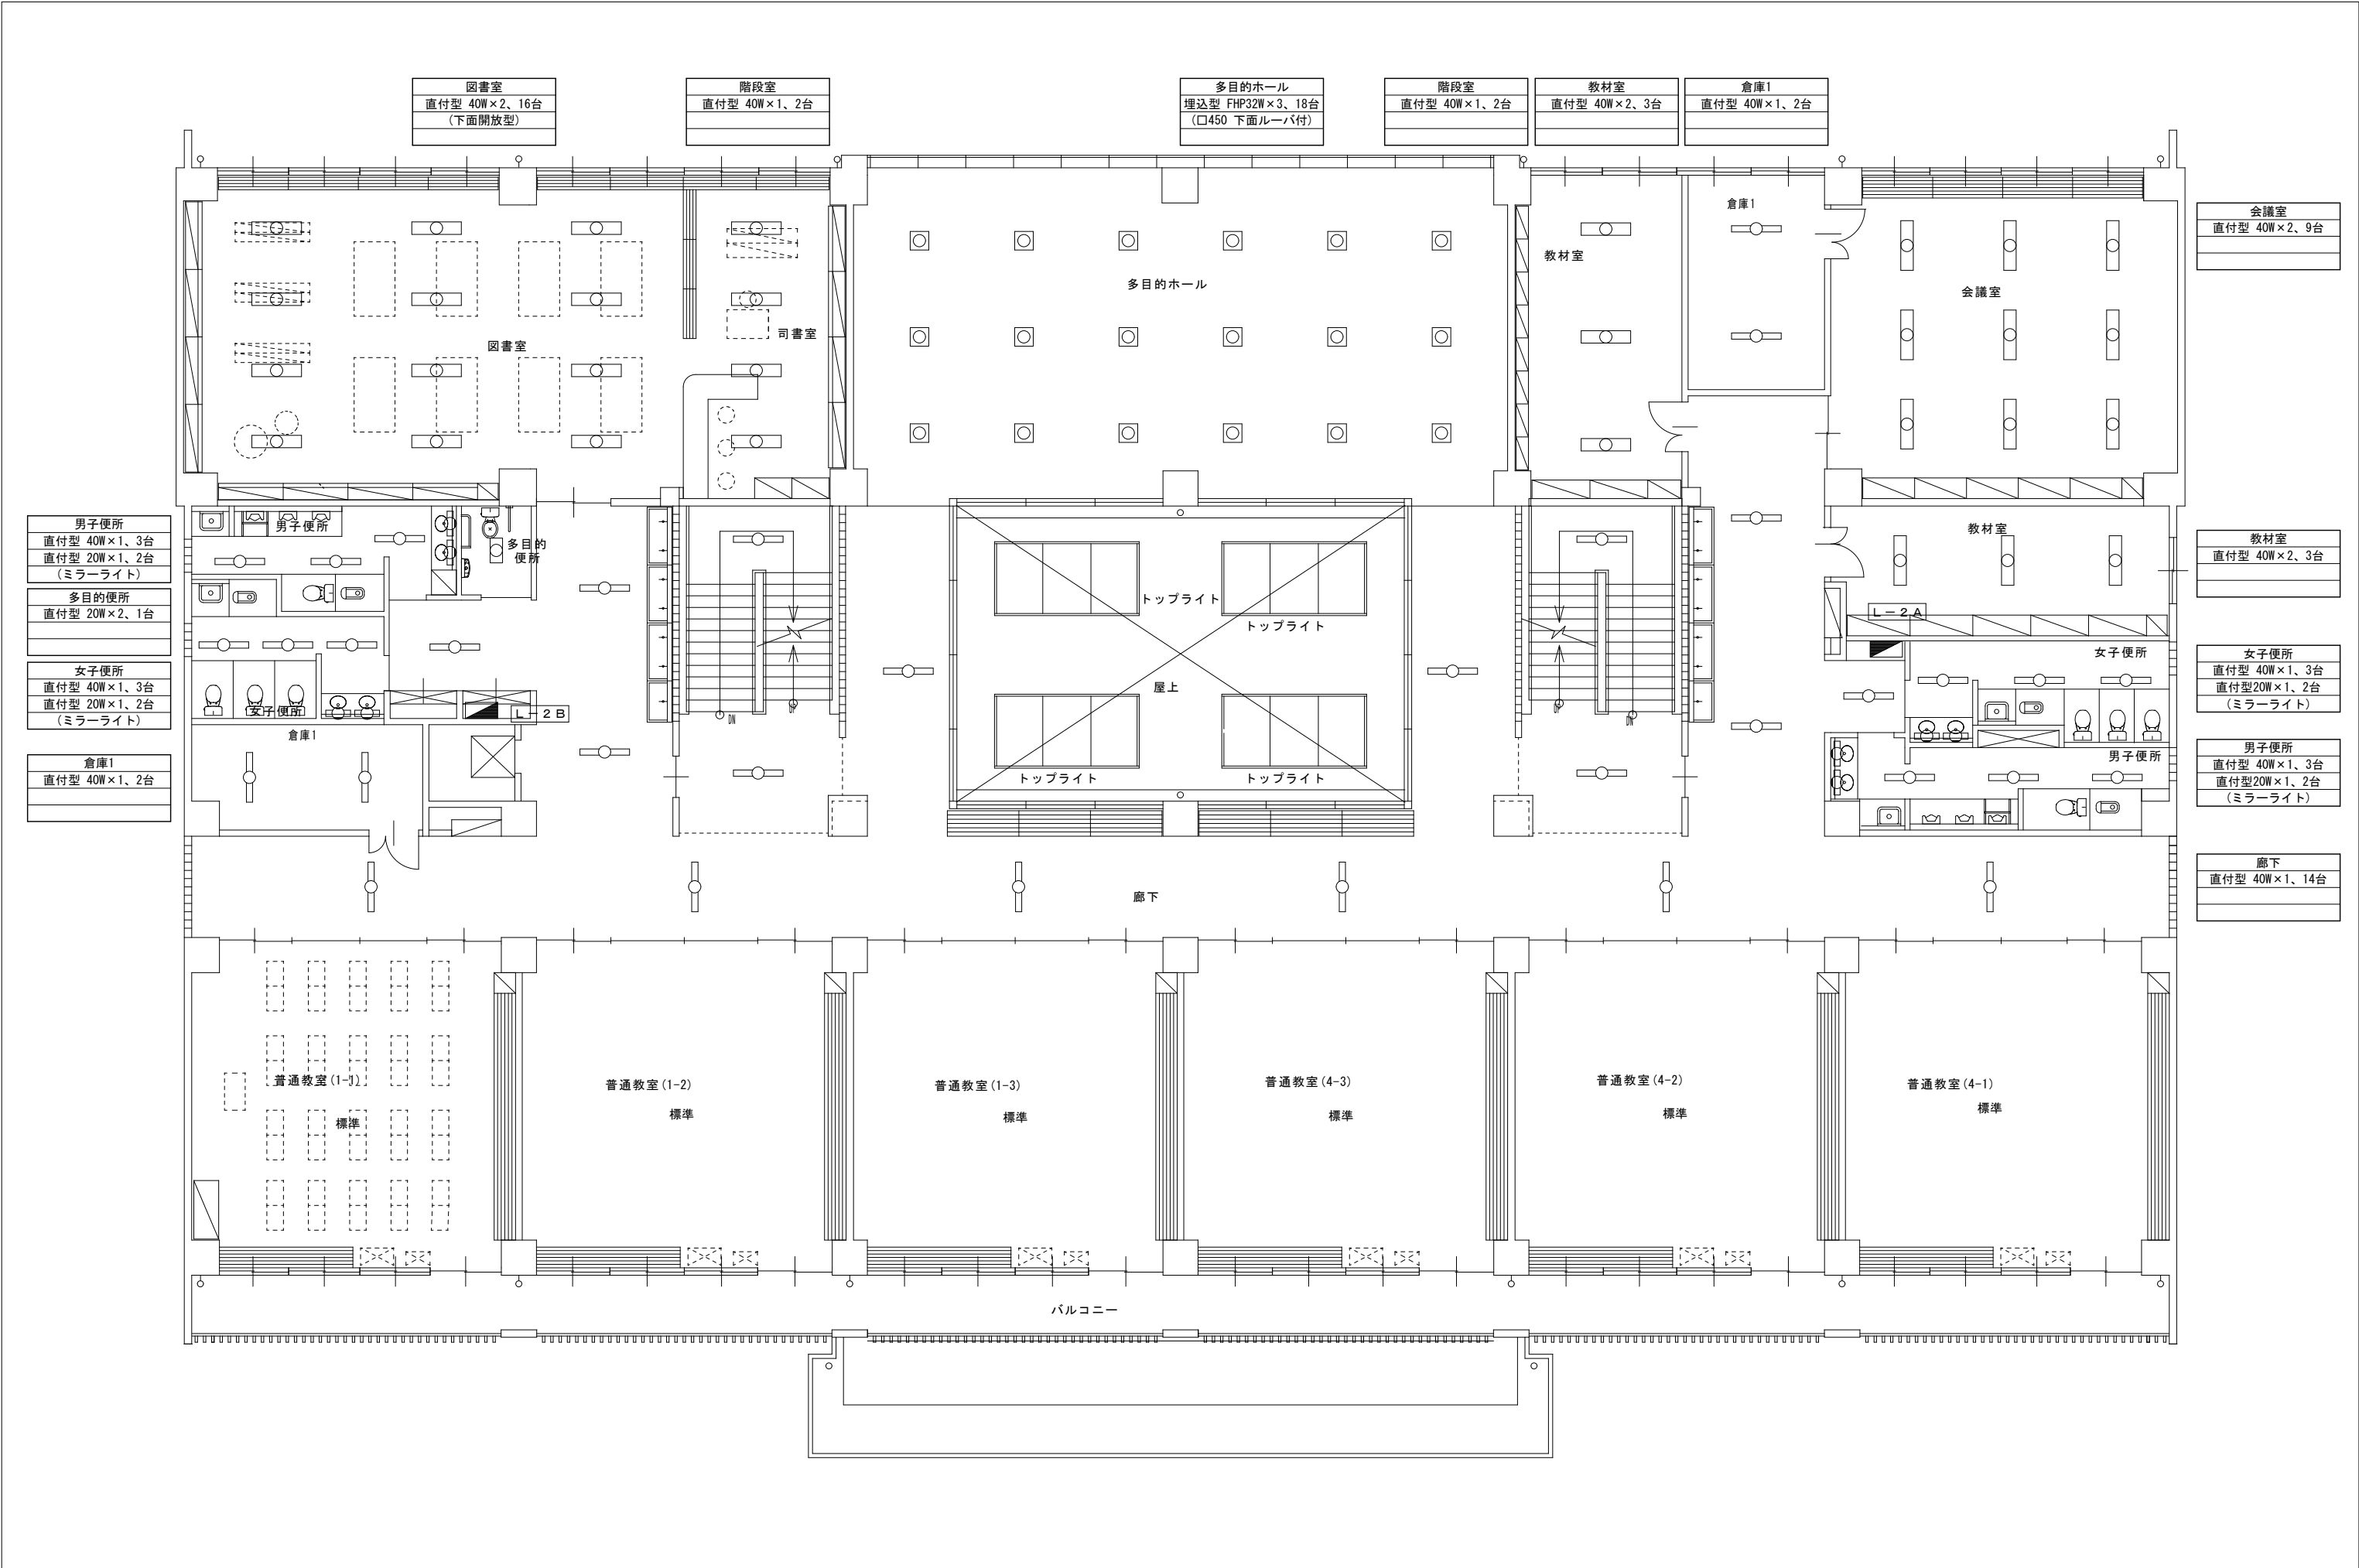 図書室
直付型 40W×2、16台
(下面開放型)
階段室
直付型 40W×1、2台
多目的ホール
埋込型 FHP32W×3、18台
(□450 下面ルーバ付)
階段室
直付型 40W×1、2台
教材室
直付型 40W×2、3台
倉庫1
直付型 40W×1、2台
倉庫1
会議室
直付型 40W×2、9台
教材室
多目的ホール
会議室
司書室
図書室
男子便所
直付型 40W×1、3台
直付型 20W×1、2台
(ミラーライト)
男子便所
多目的
便所
教材室
教材室
直付型 40W×2、3台
多目的便所
直付型 20W×2、1台
トップライト
トップライト
L-2A
女子便所
直付型 40W×1、3台
直付型 20W×1、2台
(ミラーライト)
女子便所
L-2B
屋上
女子便所
女子便所
直付型 40W×1、3台
直付型20W×1、2台
(ミラーライト)
DN
UP
UP
DN
倉庫1
倉庫1
直付型 40W×1、2台
トップライト
トップライト
男子便所
男子便所
直付型 40W×1、3台
直付型20W×1、2台
(ミラーライト)
廊下
廊下
直付型 40W×1、14台
普通教室(1-1)
標準
普通教室(1-2)
標準
普通教室(1-3)
標準
普通教室(4-3)
標準
普通教室(4-2)
標準
普通教室(4-1)
標準
バルコニー